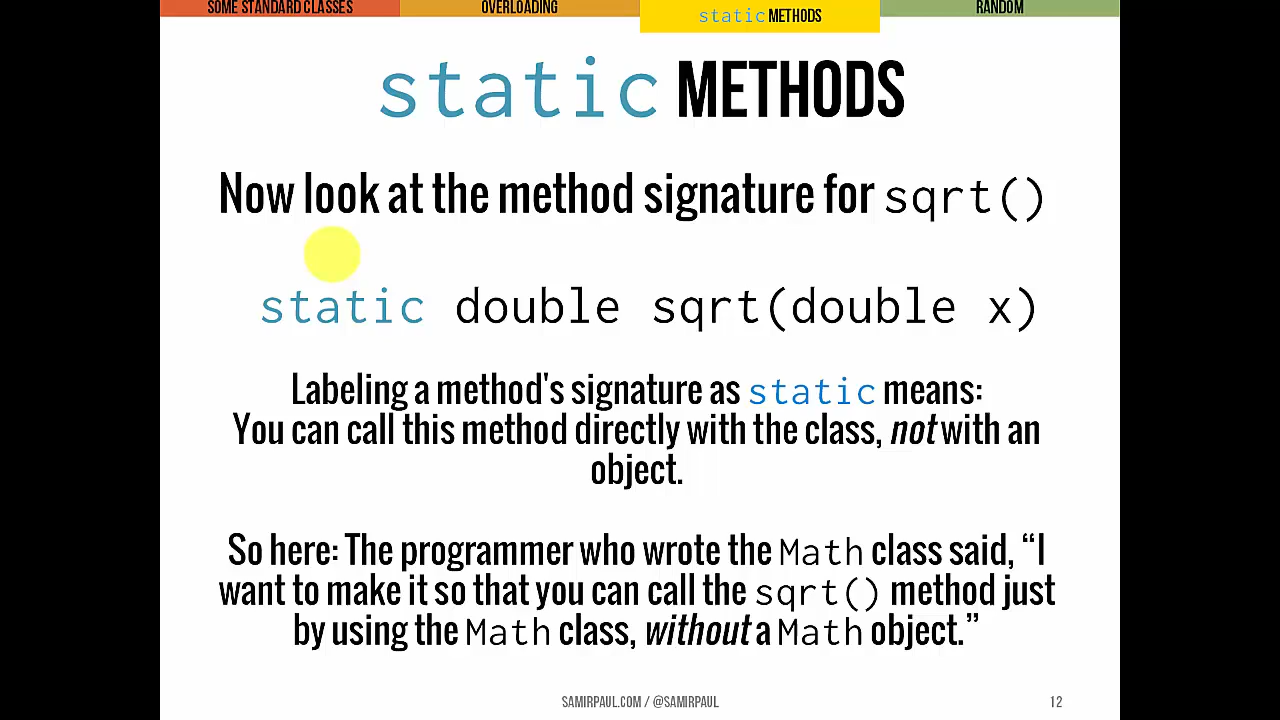 SOME STANDARD CLASSES
OVERLOADING
static METHODS
RANDOM
static METHODS
Now look at the method signature for sqrt()
static double sqrt(double x)
Labeling a method's signature as static means:
You can call this method directly with the class, not with an
object.
So here: The programmer who wrote the Math class said, “I
want to make it so that you can call the sqrt() method just
by using the Math class, without a Math object.”
SAMIRPAUL.COM / @SAMIRPAUL
12